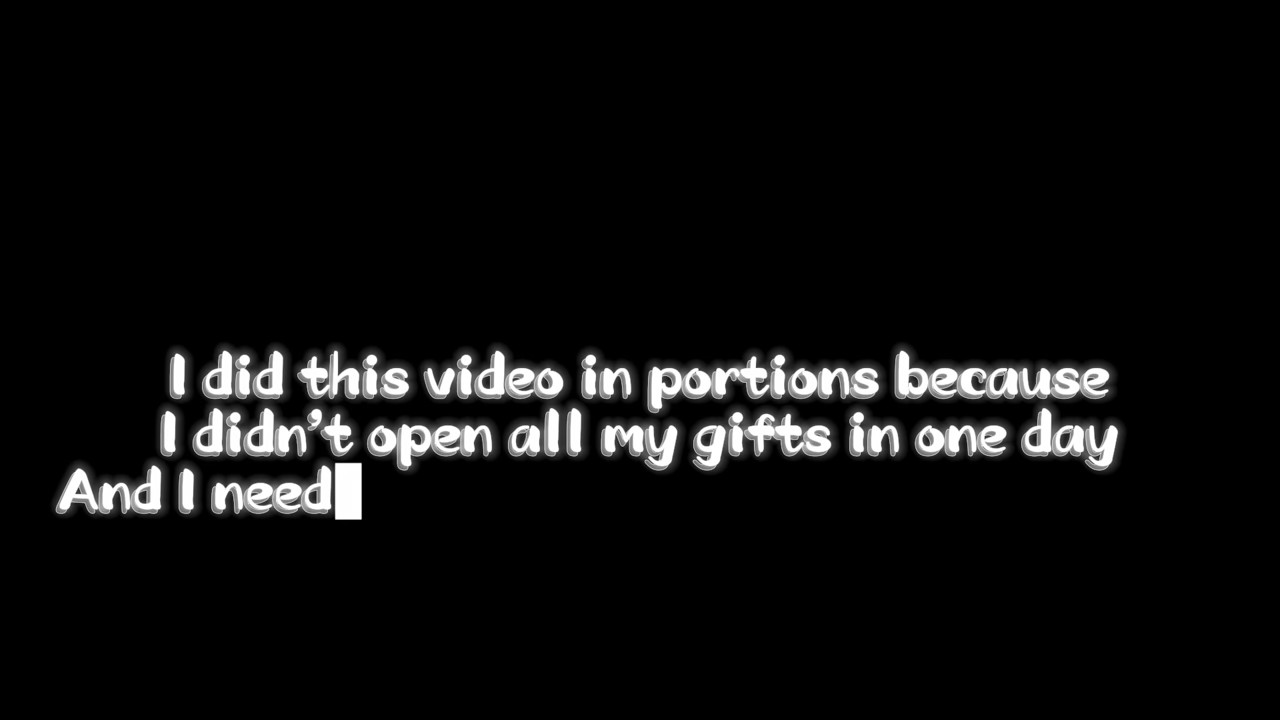 I did this video in portions because
I didn't open all my gifts in one day
And I need